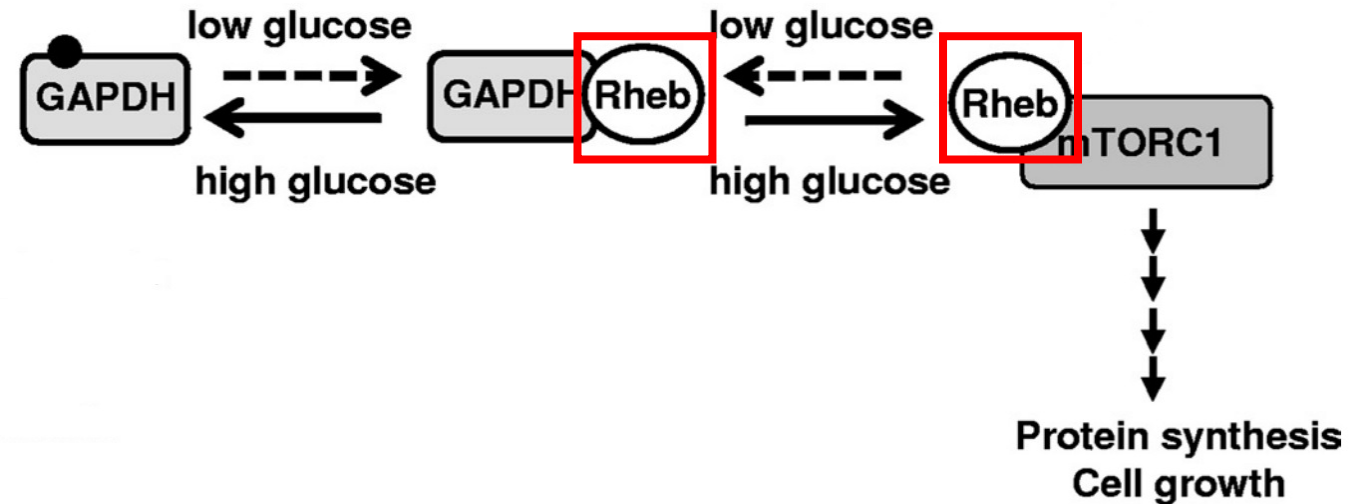 low glucose
low glucose
GAPDH
GAPDH
Rheb
Rheb
mTORC1
high glucose
high glucose
Protein synthesis
Cell growth